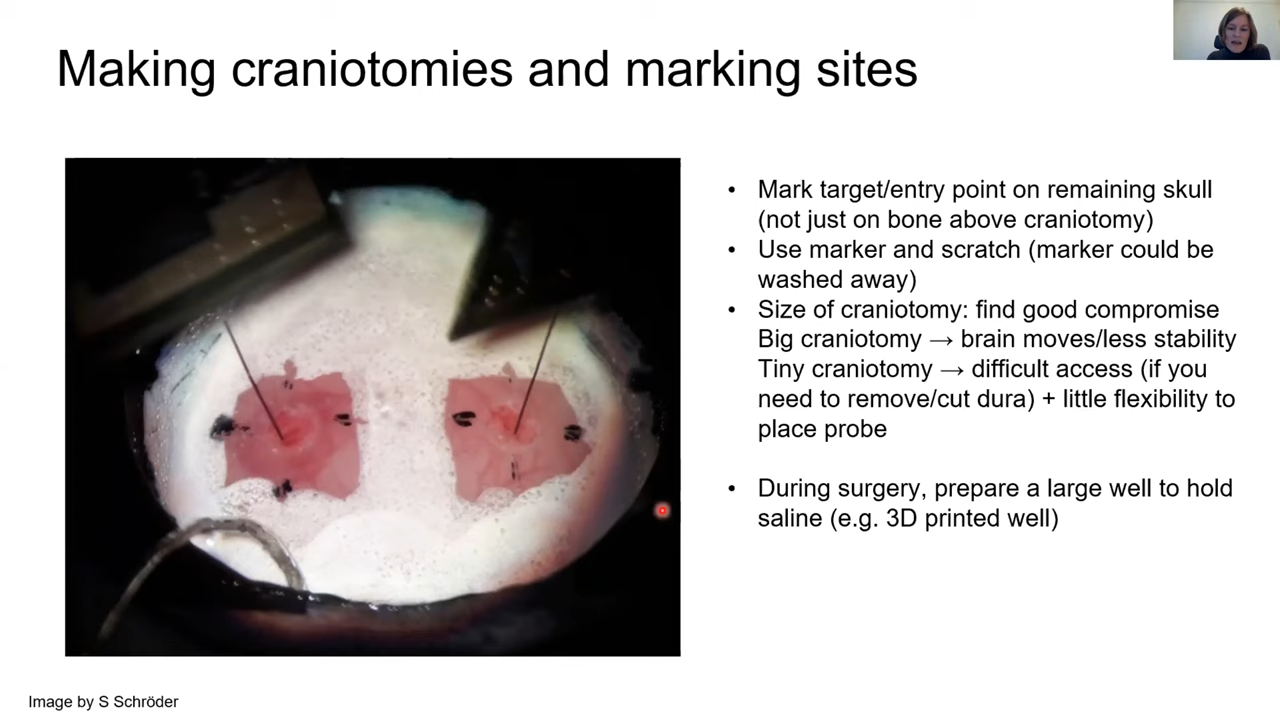 Making craniotomies and marking sites
• Mark target/entry point on remaining skull
(not just on bone above craniotomy)
• Use marker and scratch (marker could be
washed away)
• Size of craniotomy: find good compromise
Big craniotomy → brain moves/less stability
Tiny craniotomy → difficult access (if you
need to remove/cut dura) + little flexibility to
place probe
• During surgery, prepare a large well to hold
saline (e.g. 3D printed well)
Image by S Schröder